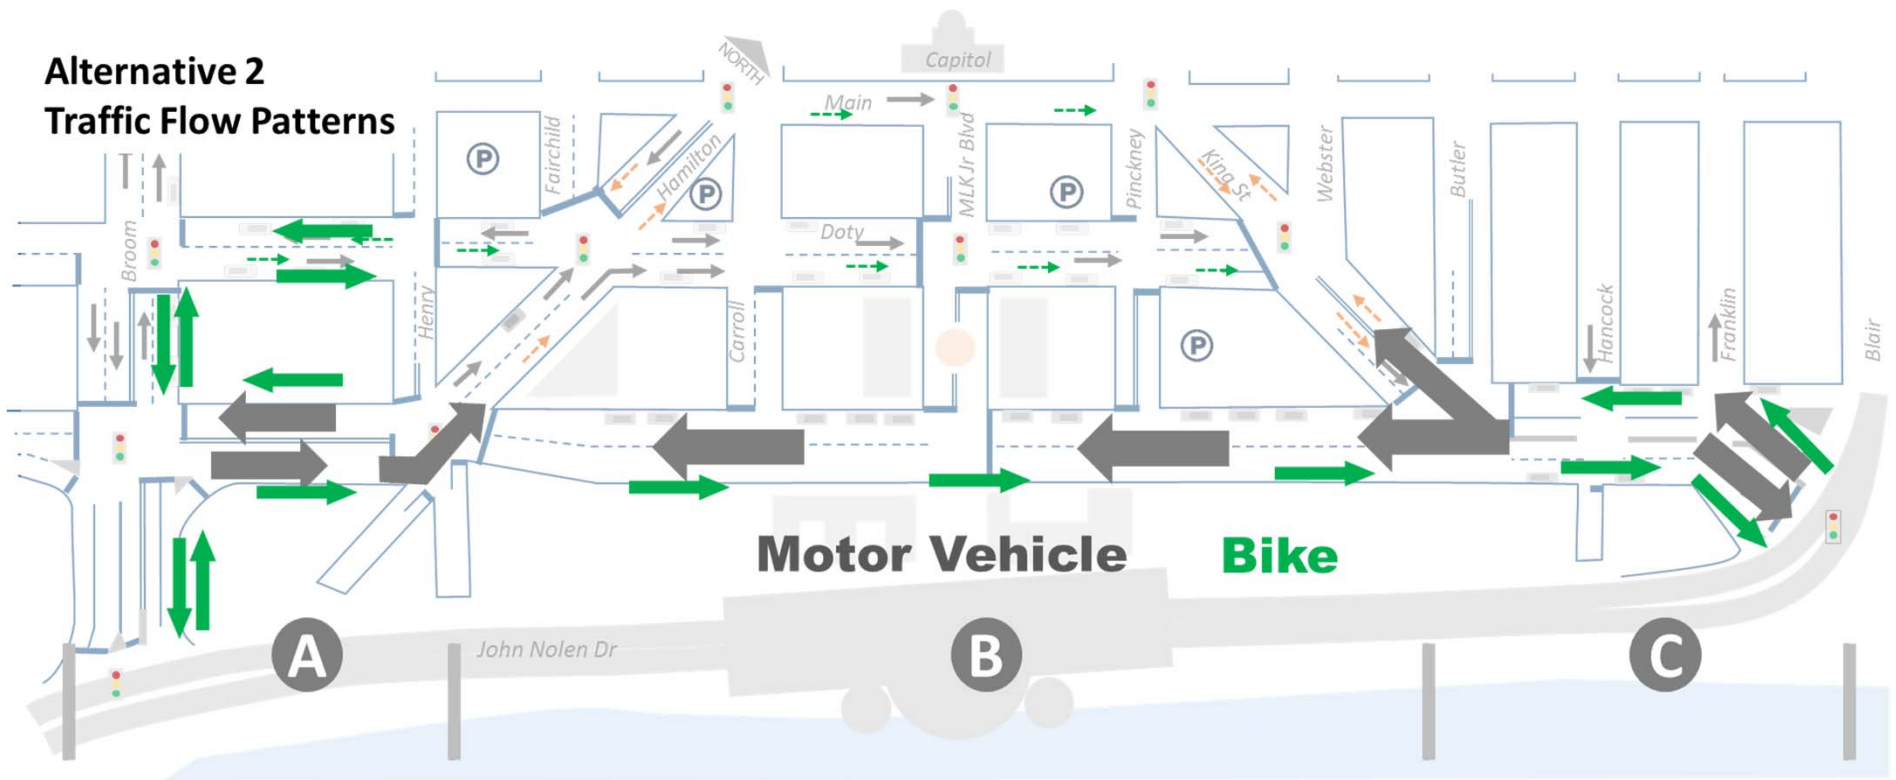 Alternative 2
Traffic Flow Patterns
NORTH
Capitol
Main
Broom
Fairchild
Hamilton
P
P
MLK Jr Blvd
P
Pinckney
King St
Webster
Butler
Doty
Henry
Carroll
P
Hancock
Franklin
Blair
Motor Vehicle
Bike
A
John Nolen Dr
B
C